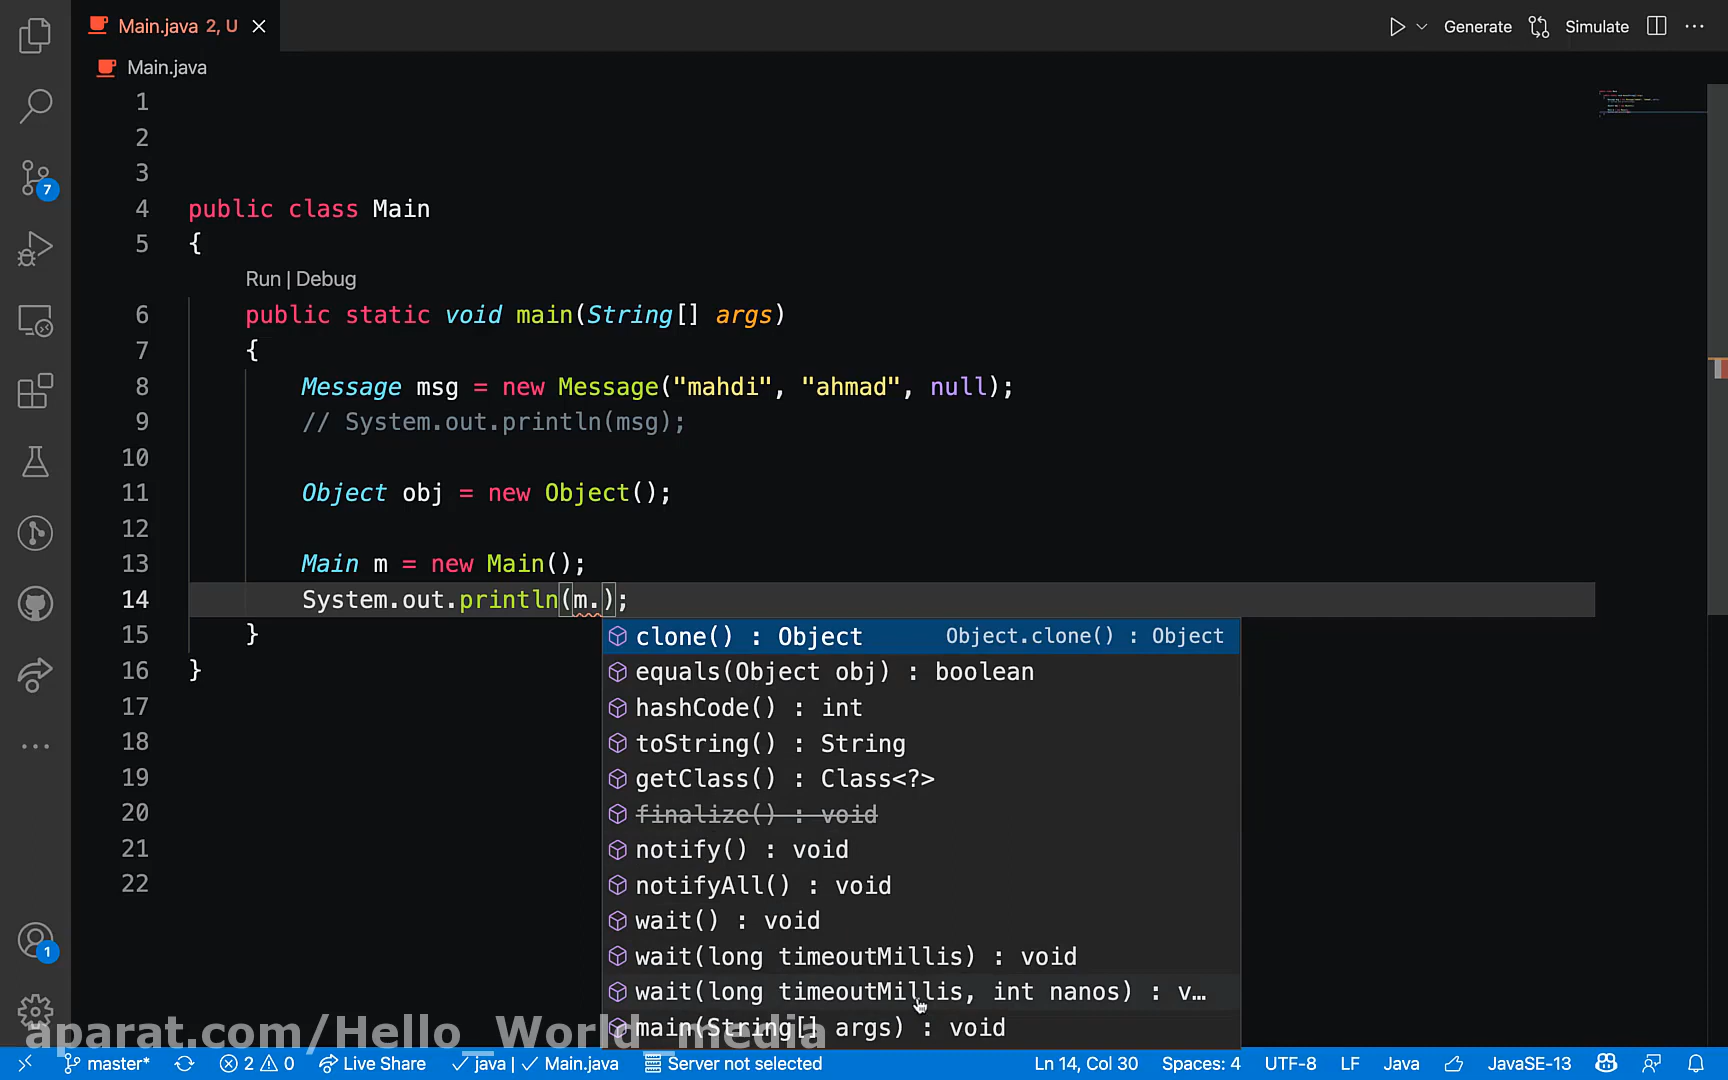 Main.java 2, U
Generate
Simulate
Main.java
1
2
3
4 public class Main
5 {
Run | Debug
6 public static void main(String[] args)
7 {
8 Message msg = new Message("mahdi", "ahmad", null);
9 // System.out.println(msg);
10
11 Object obj = new Object();
12
13 Main m = new Main();
14 System.out.println(m.);
15 }
16 }
17
18
19
20
21
22
clone() : Object Object.clone() : Object
equals(Object obj) : boolean
hashCode() : int
toString() : String
getClass() : Class<?>
finalize() : void
notify() : void
notifyAll() : void
wait() : void
wait(long timeoutMillis) : void
wait(long timeoutMillis, int nanos) : v…
main(String[] args) : void
7
1
aparat.com/Hello_World_media
master* 2 0 Live Share java | Main.java Server not selected Ln 14, Col 30 Spaces: 4 UTF-8 LF Java JavaSE-13